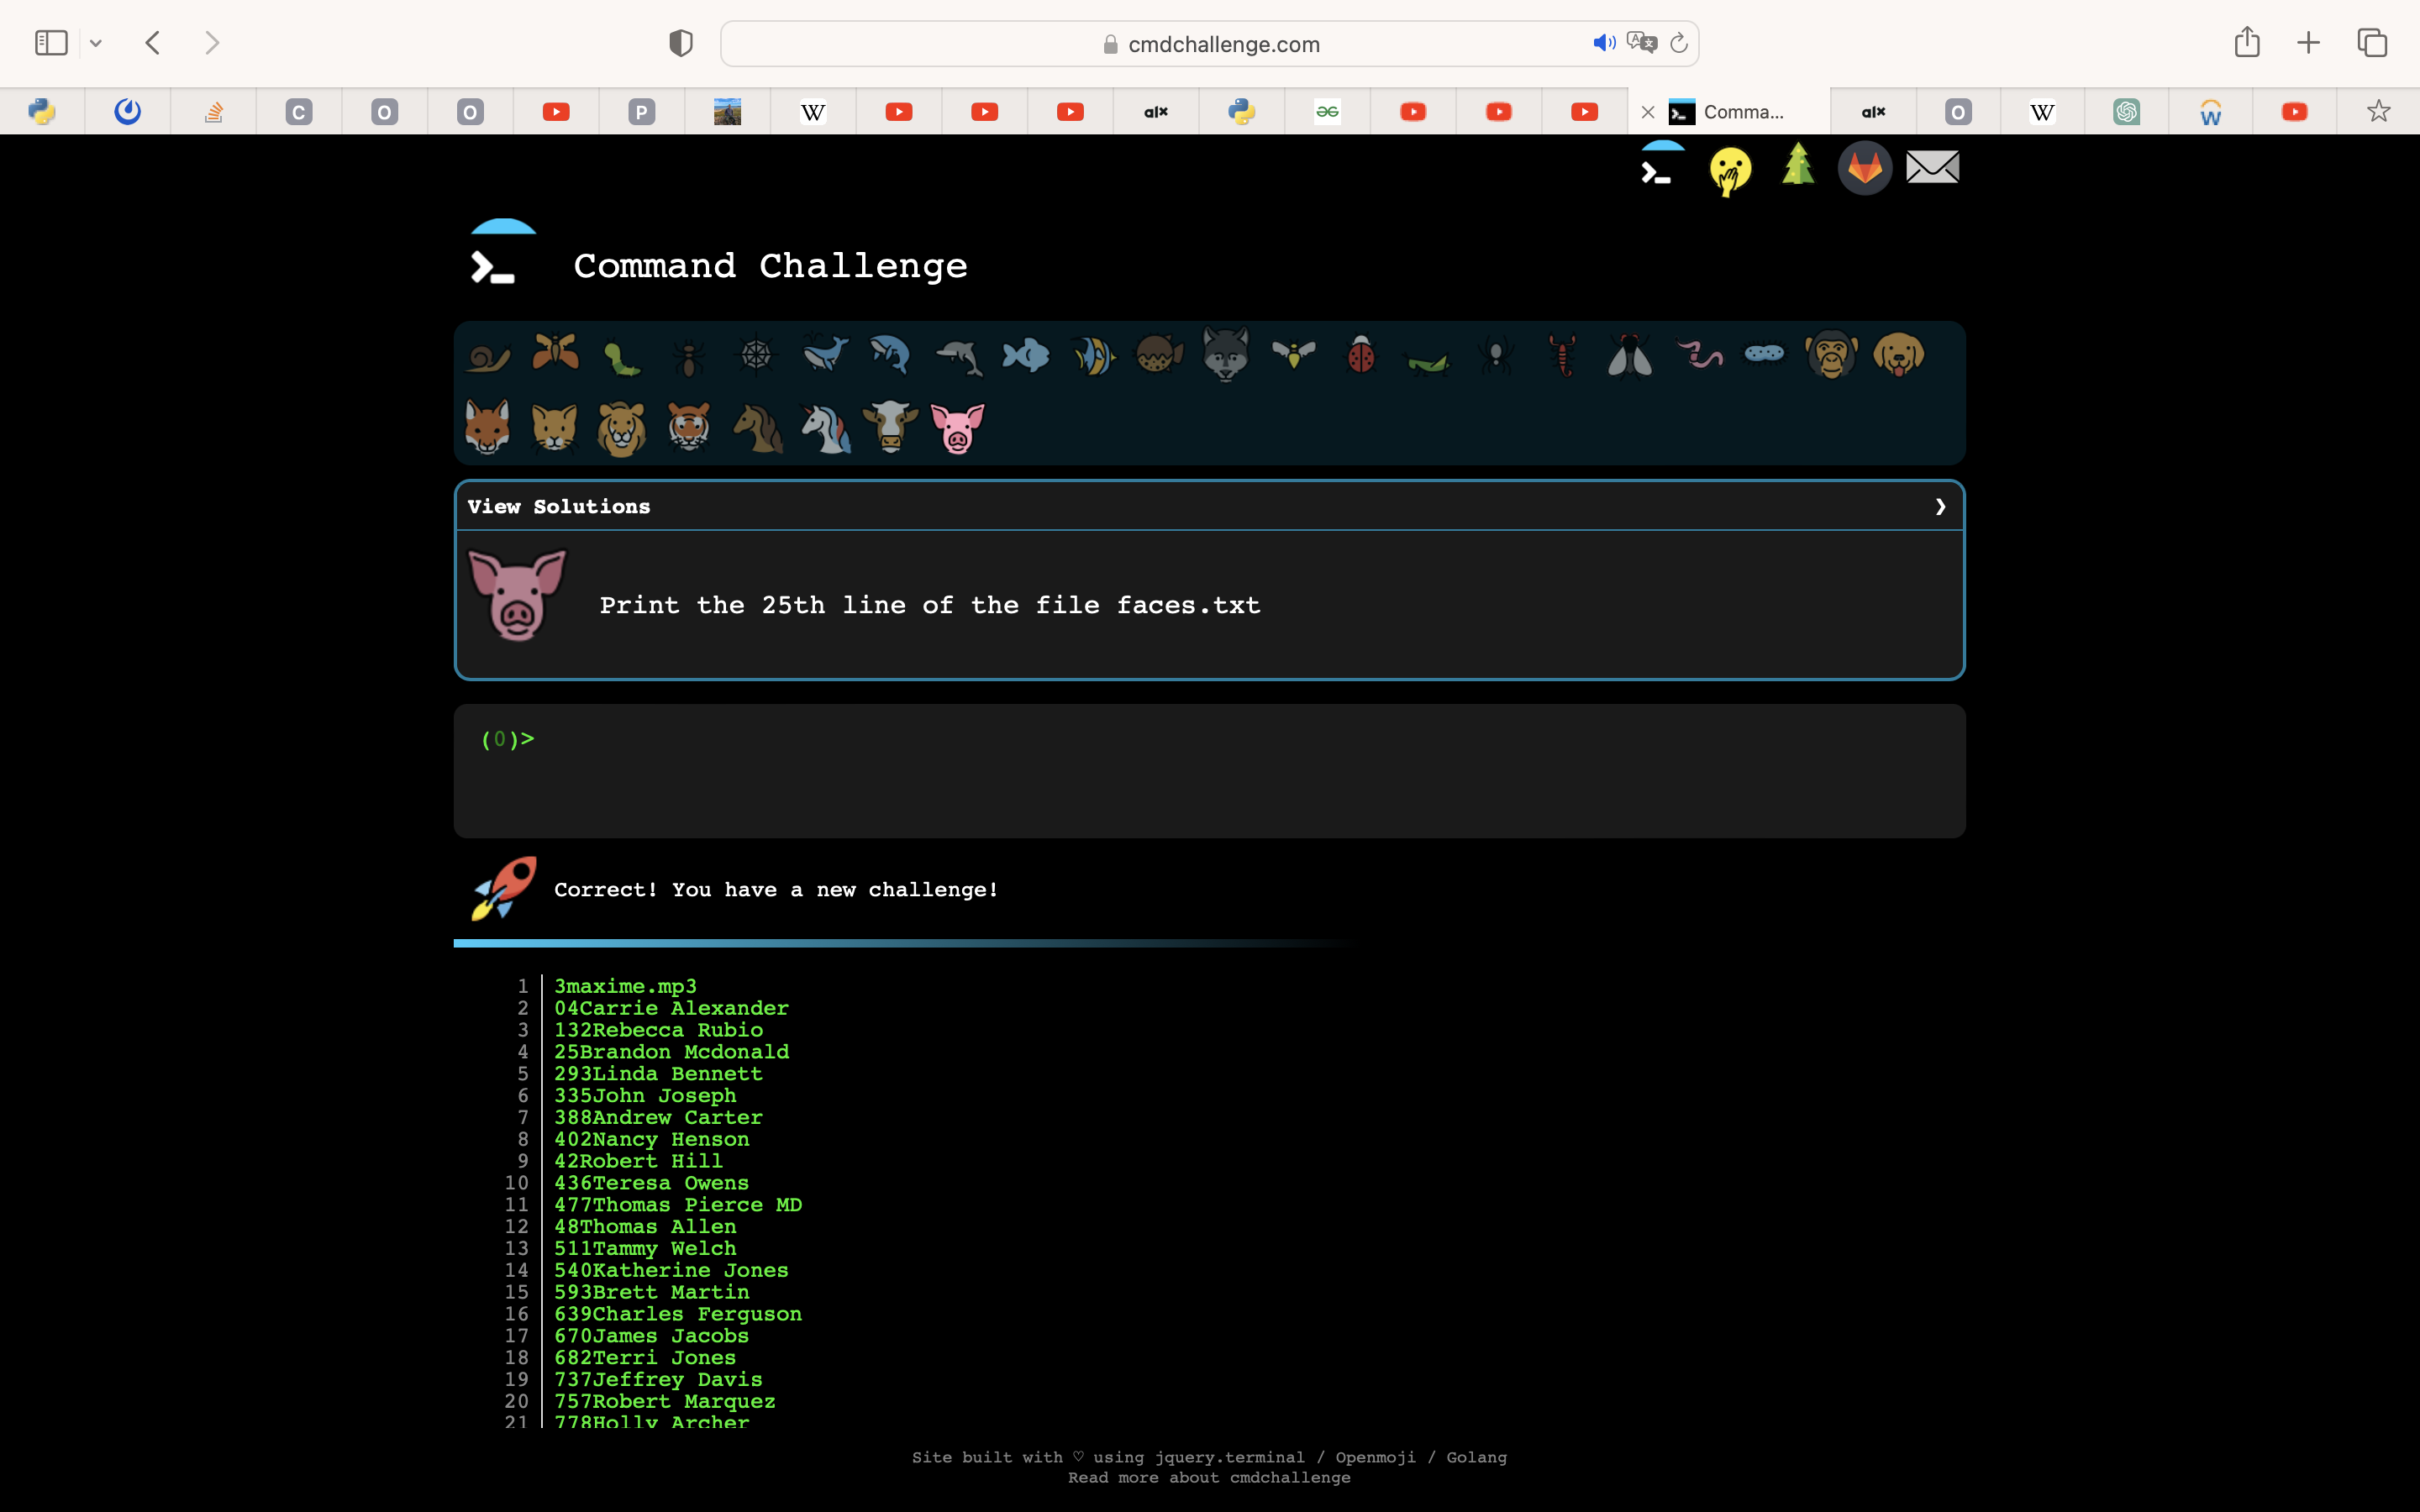 cmdchallenge.com
C
O
O
P
W
alx
Comma...
alx
O
W
W
Command Challenge
View Solutions
Print the 25th line of the file faces.txt
(0)>
Correct! You have a new challenge!
1 3maxime.mp3
2 04Carrie Alexander
3 132Rebecca Rubio
4 25Brandon Mcdonald
5 293Linda Bennett
6 335John Joseph
7 388Andrew Carter
8 402Nancy Henson
9 42Robert Hill
10 436Teresa Owens
11 477Thomas Pierce MD
12 48Thomas Allen
13 511Tammy Welch
14 540Katherine Jones
15 593Brett Martin
16 639Charles Ferguson
17 670James Jacobs
18 682Terri Jones
19 737Jeffrey Davis
20 757Robert Marquez
21 778Holly Archer
Site built with ♡ using jquery.terminal / Openmoji / Golang
Read more about cmdchallenge